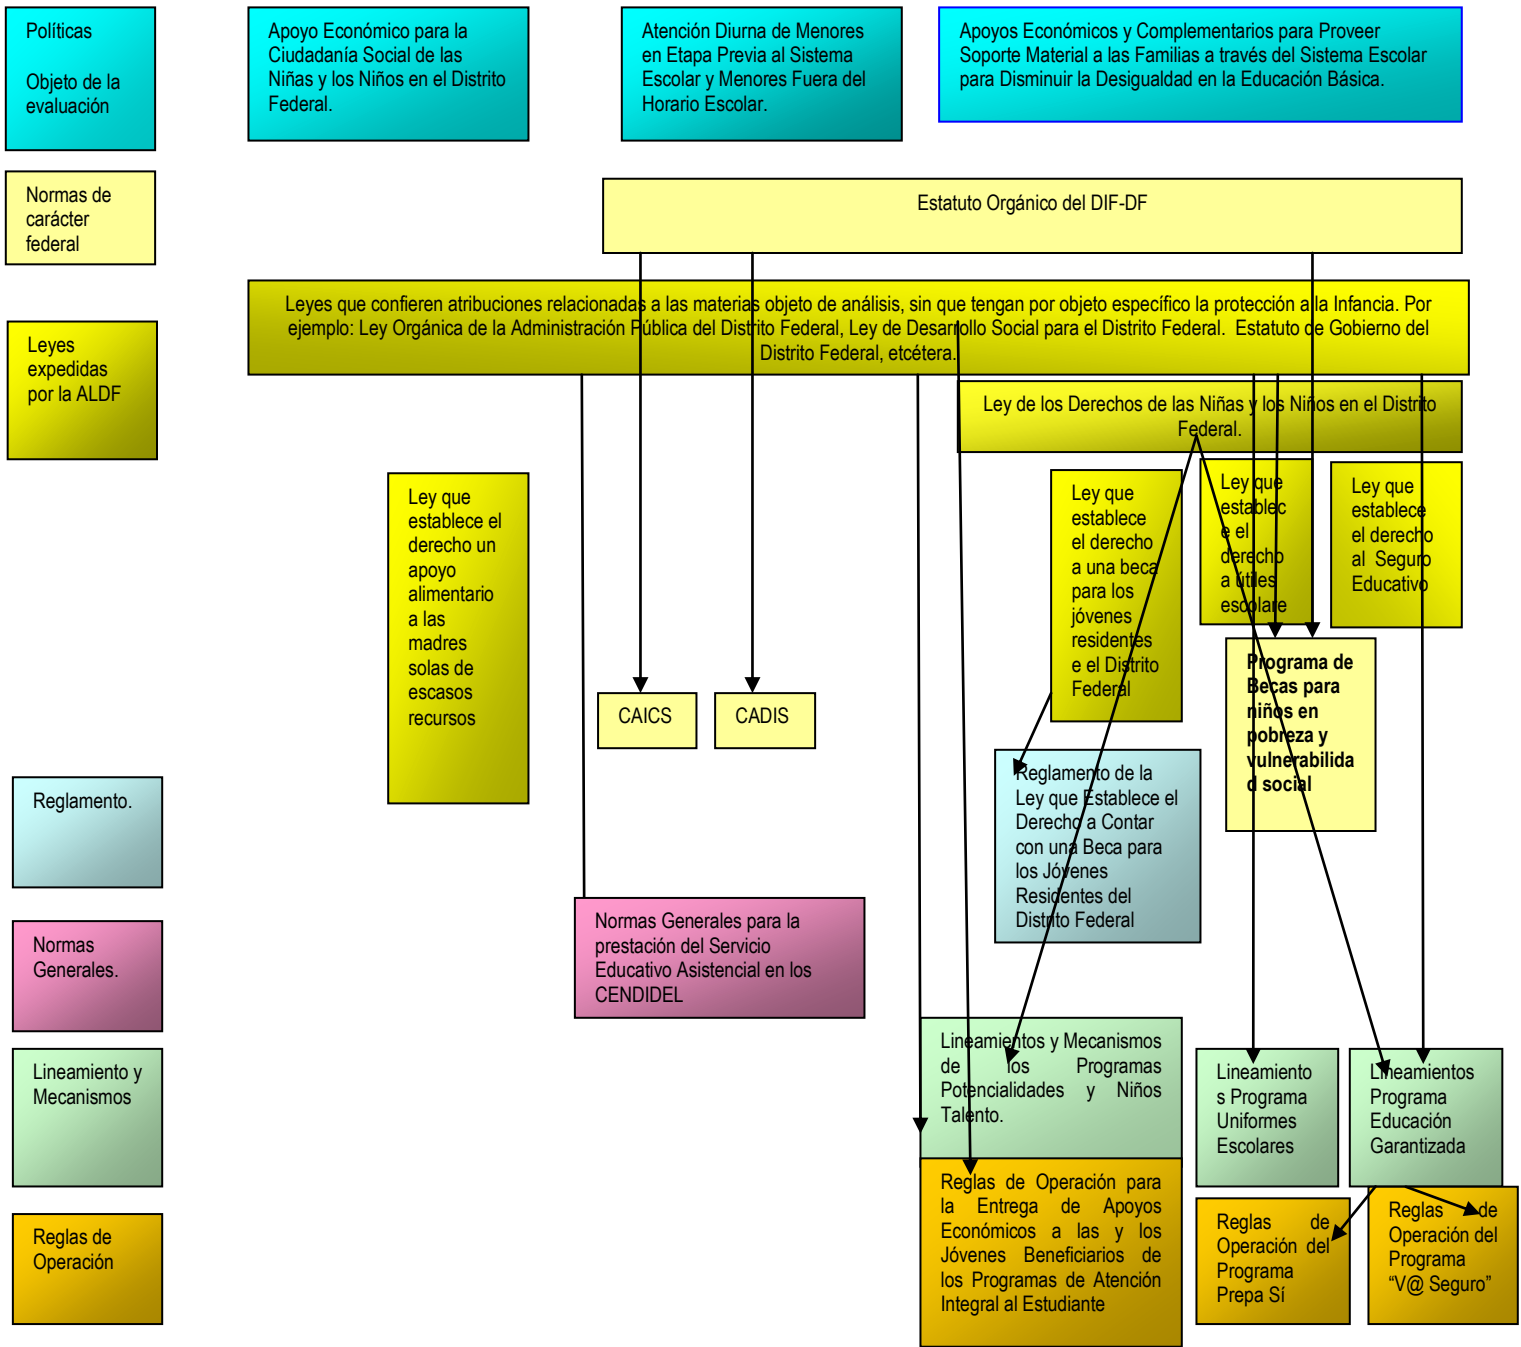 Políticas
Objeto de la
evaluación
Apoyo Económico para la
Ciudadanía Social de las
Niñas y los Niños en el Distrito
Federal.
Atención Diurna de Menores
en Etapa Previa al Sistema
Escolar y Menores Fuera del
Horario Escolar.
Apoyos Económicos y Complementarios para Proveer
Soporte Material a las Familias a través del Sistema Escolar
para Disminuir la Desigualdad en la Educación Básica.
Normas de
carácter
federal
Estatuto Orgánico del DIF-DF
Leyes que confieren atribuciones relacionadas a las materias objeto de análisis, sin que tengan por objeto específico la protección a la Infancia. Por
ejemplo: Ley Orgánica de la Administración Pública del Distrito Federal, Ley de Desarrollo Social para el Distrito Federal.  Estatuto de Gobierno del
Distrito Federal, etcétera.
Leyes
expedidas
por la ALDF
Ley de los Derechos de las Niñas y los Niños en el Distrito
Federal.
Ley que
establece el
derecho un
apoyo
alimentario
a las
madres
solas de
escasos
recursos
Ley que
establece
el derecho
a una beca
para los
jóvenes
residentes
e el Distrito
Federal
Ley que
establec
e el
derecho
a útiles
escolare
Ley que
establece
el derecho
al  Seguro
Educativo
CAICS
CADIS
Programa de
Becas para
niños en
pobreza y
vulnerabilida
d social
Reglamento.
Reglamento de la
Ley que Establece el
Derecho a Contar
con una Beca para
los Jóvenes
Residentes del
Distrito Federal
Normas
Generales.
Normas Generales para la
prestación del Servicio
Educativo Asistencial en los
CENDIDEL
Lineamiento y
Mecanismos
Lineamientos y Mecanismos
de los Programas
Potencialidades y Niños
Talento.
Lineamiento
s Programa
Uniformes
Escolares
Lineamientos
Programa
Educación
Garantizada
Reglas de
Operación
Reglas de Operación para
la Entrega de Apoyos
Económicos a las y los
Jóvenes Beneficiarios de
los Programas de Atención
Integral al Estudiante
Reglas de
Operación del
Programa
Prepa Sí
Reglas de
Operación del
Programa
“V@ Seguro”